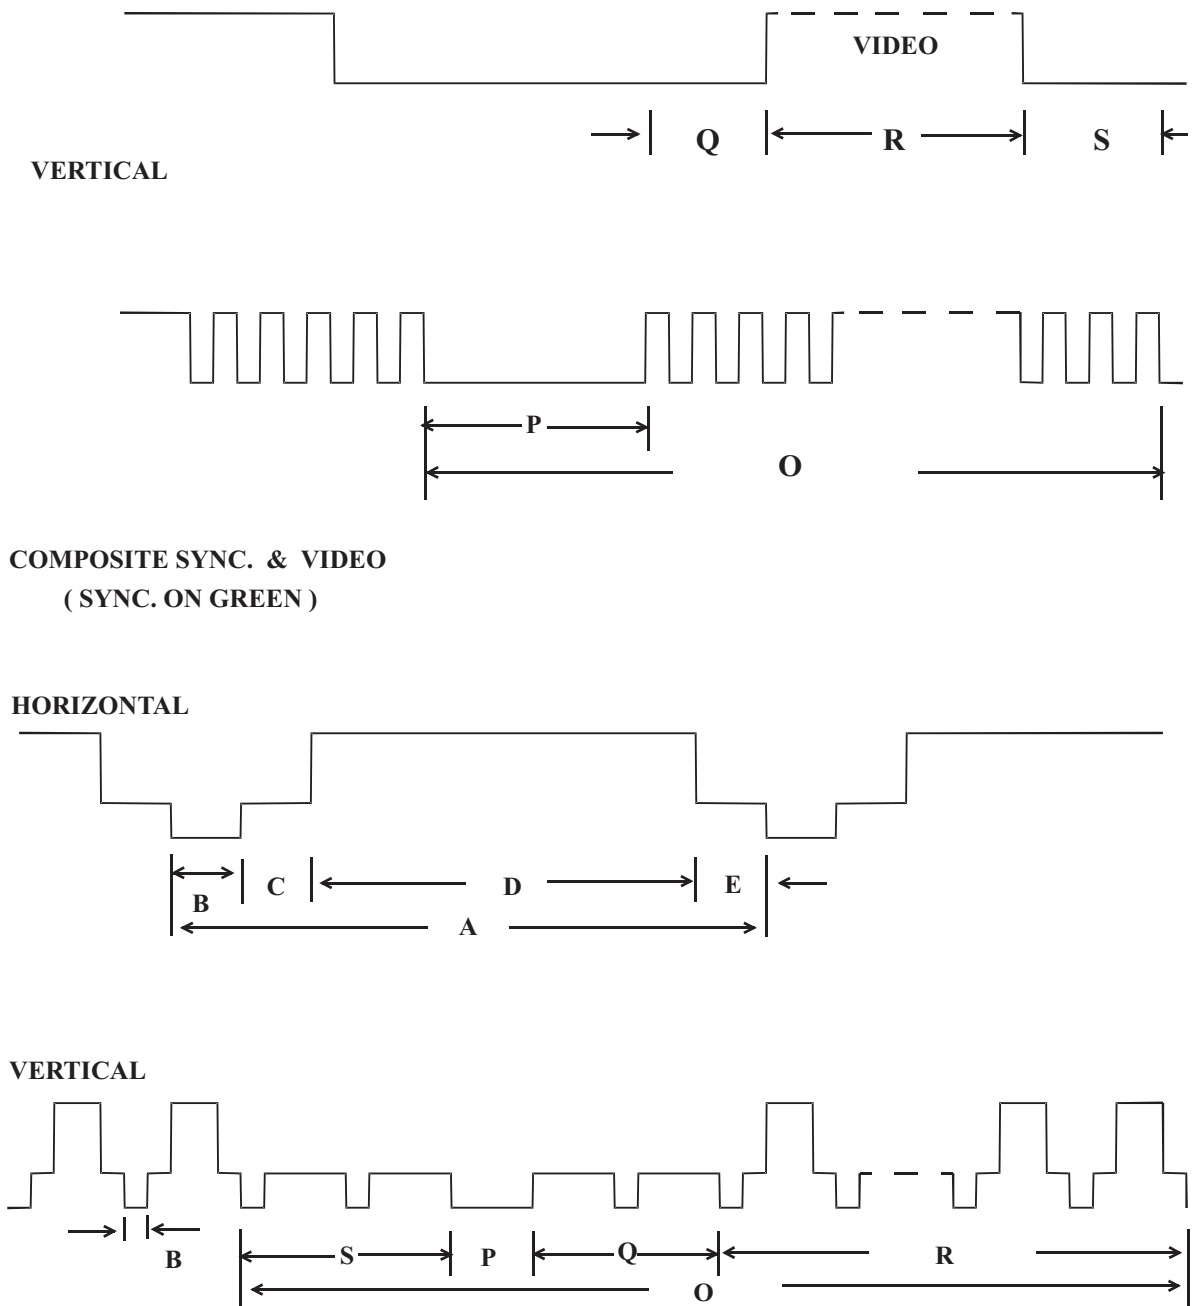 VIDEO
Q R S
VERTICAL
P
O
COMPOSITE SYNC. & VIDEO
( SYNC. ON GREEN )
HORIZONTAL
B C D E
A
VERTICAL
B S P Q R
O